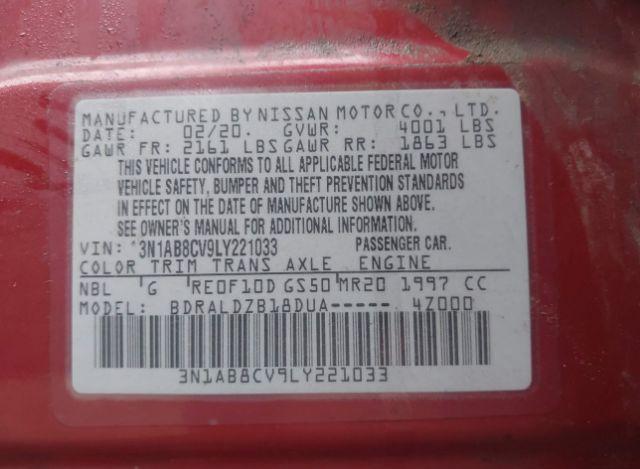 MANUFACTURED BY NISSAN MOTOR CO., LTD.
DATE: 02/20. GVWR: 4001 LBS
GAWR FR: 2161 LBS GAWR RR: 1863 LBS
THIS VEHICLE CONFORMS TO ALL APPLICABLE FEDERAL MOTOR
VEHICLE SAFETY, BUMPER AND THEFT PREVENTION STANDARDS
IN EFFECT ON THE DATE OF MANUFACTURE SHOWN ABOVE.
SEE OWNER'S MANUAL FOR ADDITIONAL INFORMATION.
VIN: *3N1AB8CV9LY221033 PASSENGER CAR.
COLOR TRIM TRANS AXLE ENGINE
NBL G RE0F10D GS50 MR20 1997 CC
MODEL: BDRALDZB18DUA----- 4Z000
3N1AB8CV9LY221033